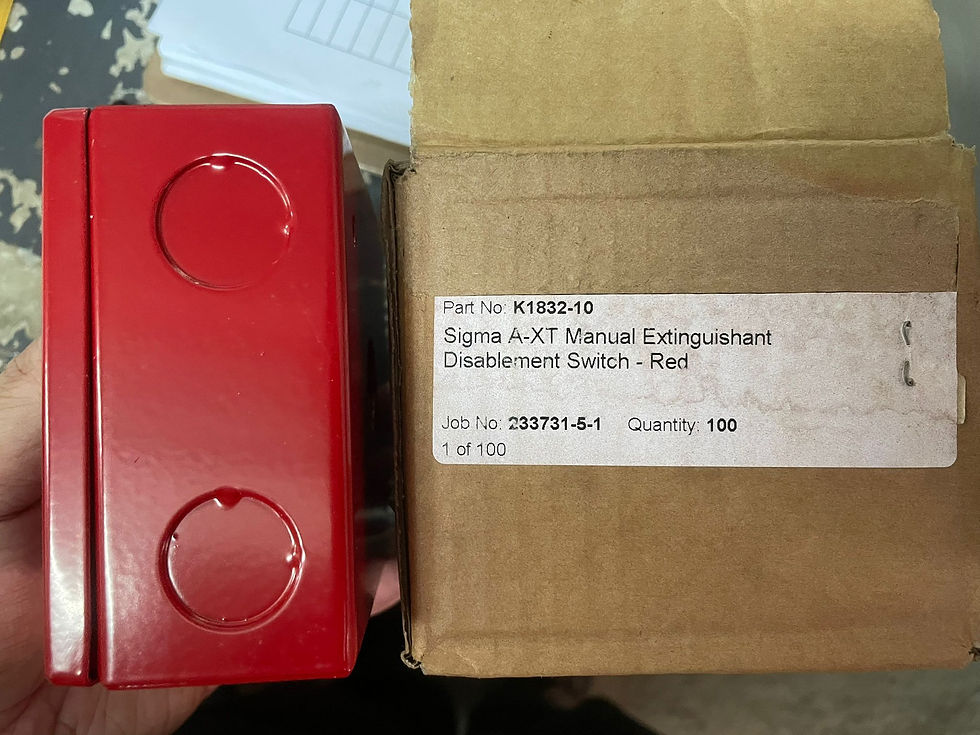 Part No: K1832-10
Sigma A-XT Manual Extinguishant
Disablement Switch - Red
Job No: 233731-5-1 Quantity: 100
1 of 100